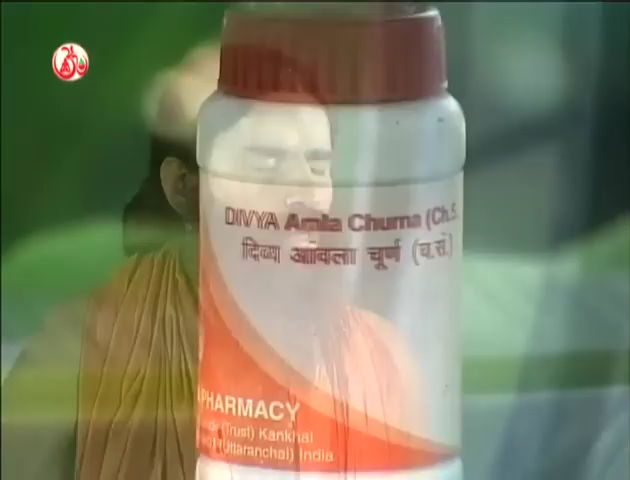 DIVYA Amla Churna (Ch.S.
दिव्य आंवला चूर्ण (च.सं.)
PHARMACY
(Trust) Kankhal
(Uttaranchal) INDIA